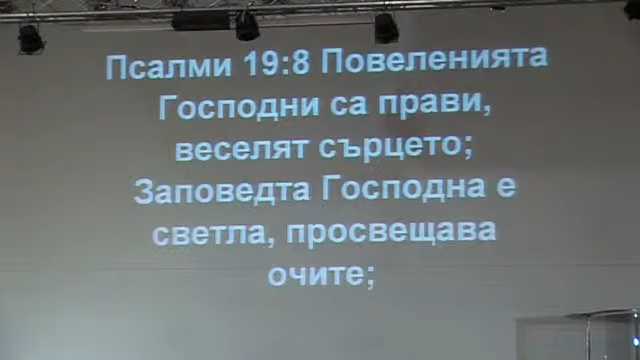 Псалми 19:8 Повеленията
Господни са прави,
веселят сърцето;
Заповедта Господна е
светла, просвещава
очите;